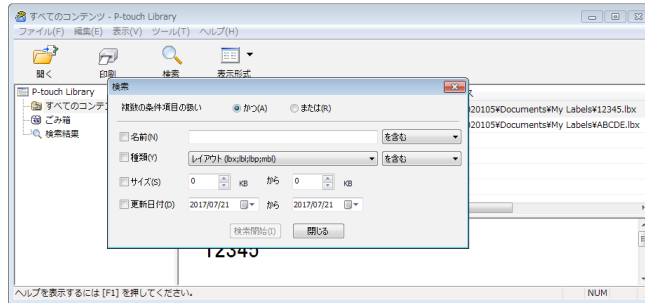 すべてのコンテンツ - P-touch Library
ファイル(F) 編集(E) 表示(V) ツール(T) ヘルプ(H)
開く 印刷 検索 表示形式
P-touch Library
すべてのコンテン
ごみ箱
検索結果
検索
複数の条件項目の扱い かつ(A) または(R)
名前(N) を含む
種類(Y) レイアウト (lbx;lbl;lbp;mbl) を含む
サイズ(S) 0 KB から 0 KB
更新日付(D) 2017/07/21 から 2017/07/21
検索開始(I) 閉じる
ス
20105¥Documents¥My Labels¥12345.lbx
20105¥Documents¥My Labels¥ABCDE.lbx
12345
ヘルプを表示するには [F1] を押してください。 NUM